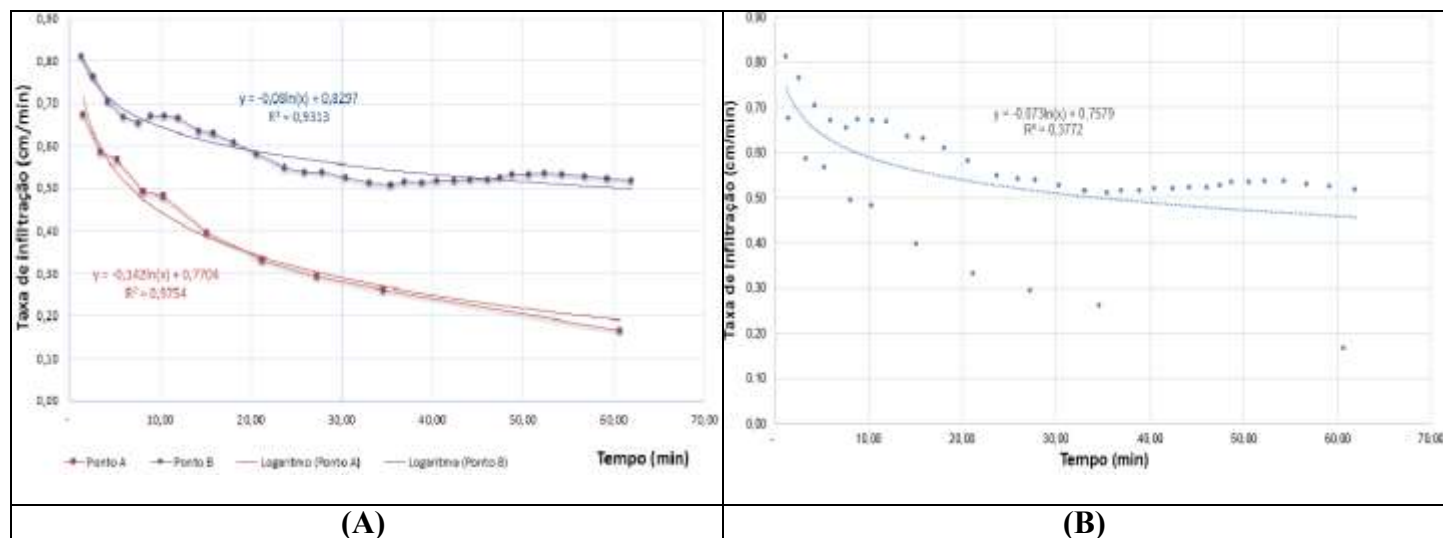 0,90
0,80
0,70
0,60
0,50
0,40
0,30
0,20
0,10
0,00
Taxa de infiltração (cm/min)
y = -0,08ln(x) + 0,8297
R² = 0,9313
y = -0,142ln(x) + 0,7704
R² = 0,9754
- 10,00 20,00 30,00 40,00 50,00 60,00 70,00
Tempo (min)
Ponto A Ponto B Logaritmo (Ponto A) Logaritmo (Ponto B)
(A)
0,90
0,80
0,70
0,60
0,50
0,40
0,30
0,20
0,10
0,00
Taxa de infiltração (cm/min)
y = -0,073ln(x) + 0,7579
R² = 0,3772
- 10,00 20,00 30,00 40,00 50,00 60,00 70,00
Tempo (min)
(B)